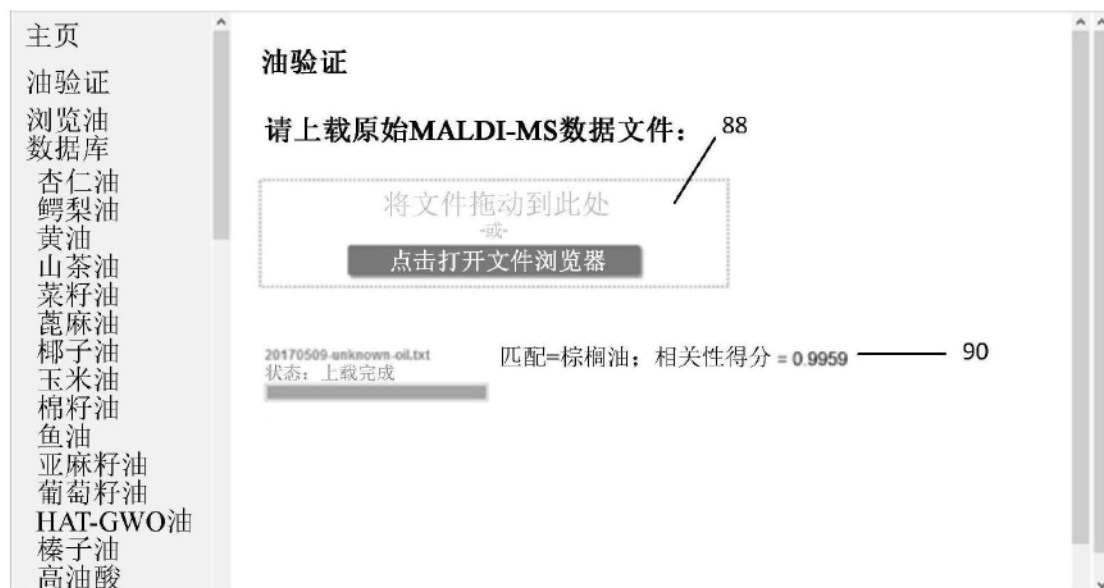 主页
油验证
浏览油
数据库
杏仁油
鳄梨油
黄油
山茶油
菜籽油
蓖麻油
椰子油
玉米油
棉籽油
鱼油
亚麻籽油
葡萄籽油
HAT-GWO油
榛子油
高油酸
油验证
请上载原始MALDI-MS数据文件：
88
将文件拖动到此处
-或-
点击打开文件浏览器
20170509-unknown-oil.txt
状态：上载完成
匹配=棕榈油；相关性得分 = 0.9959
90